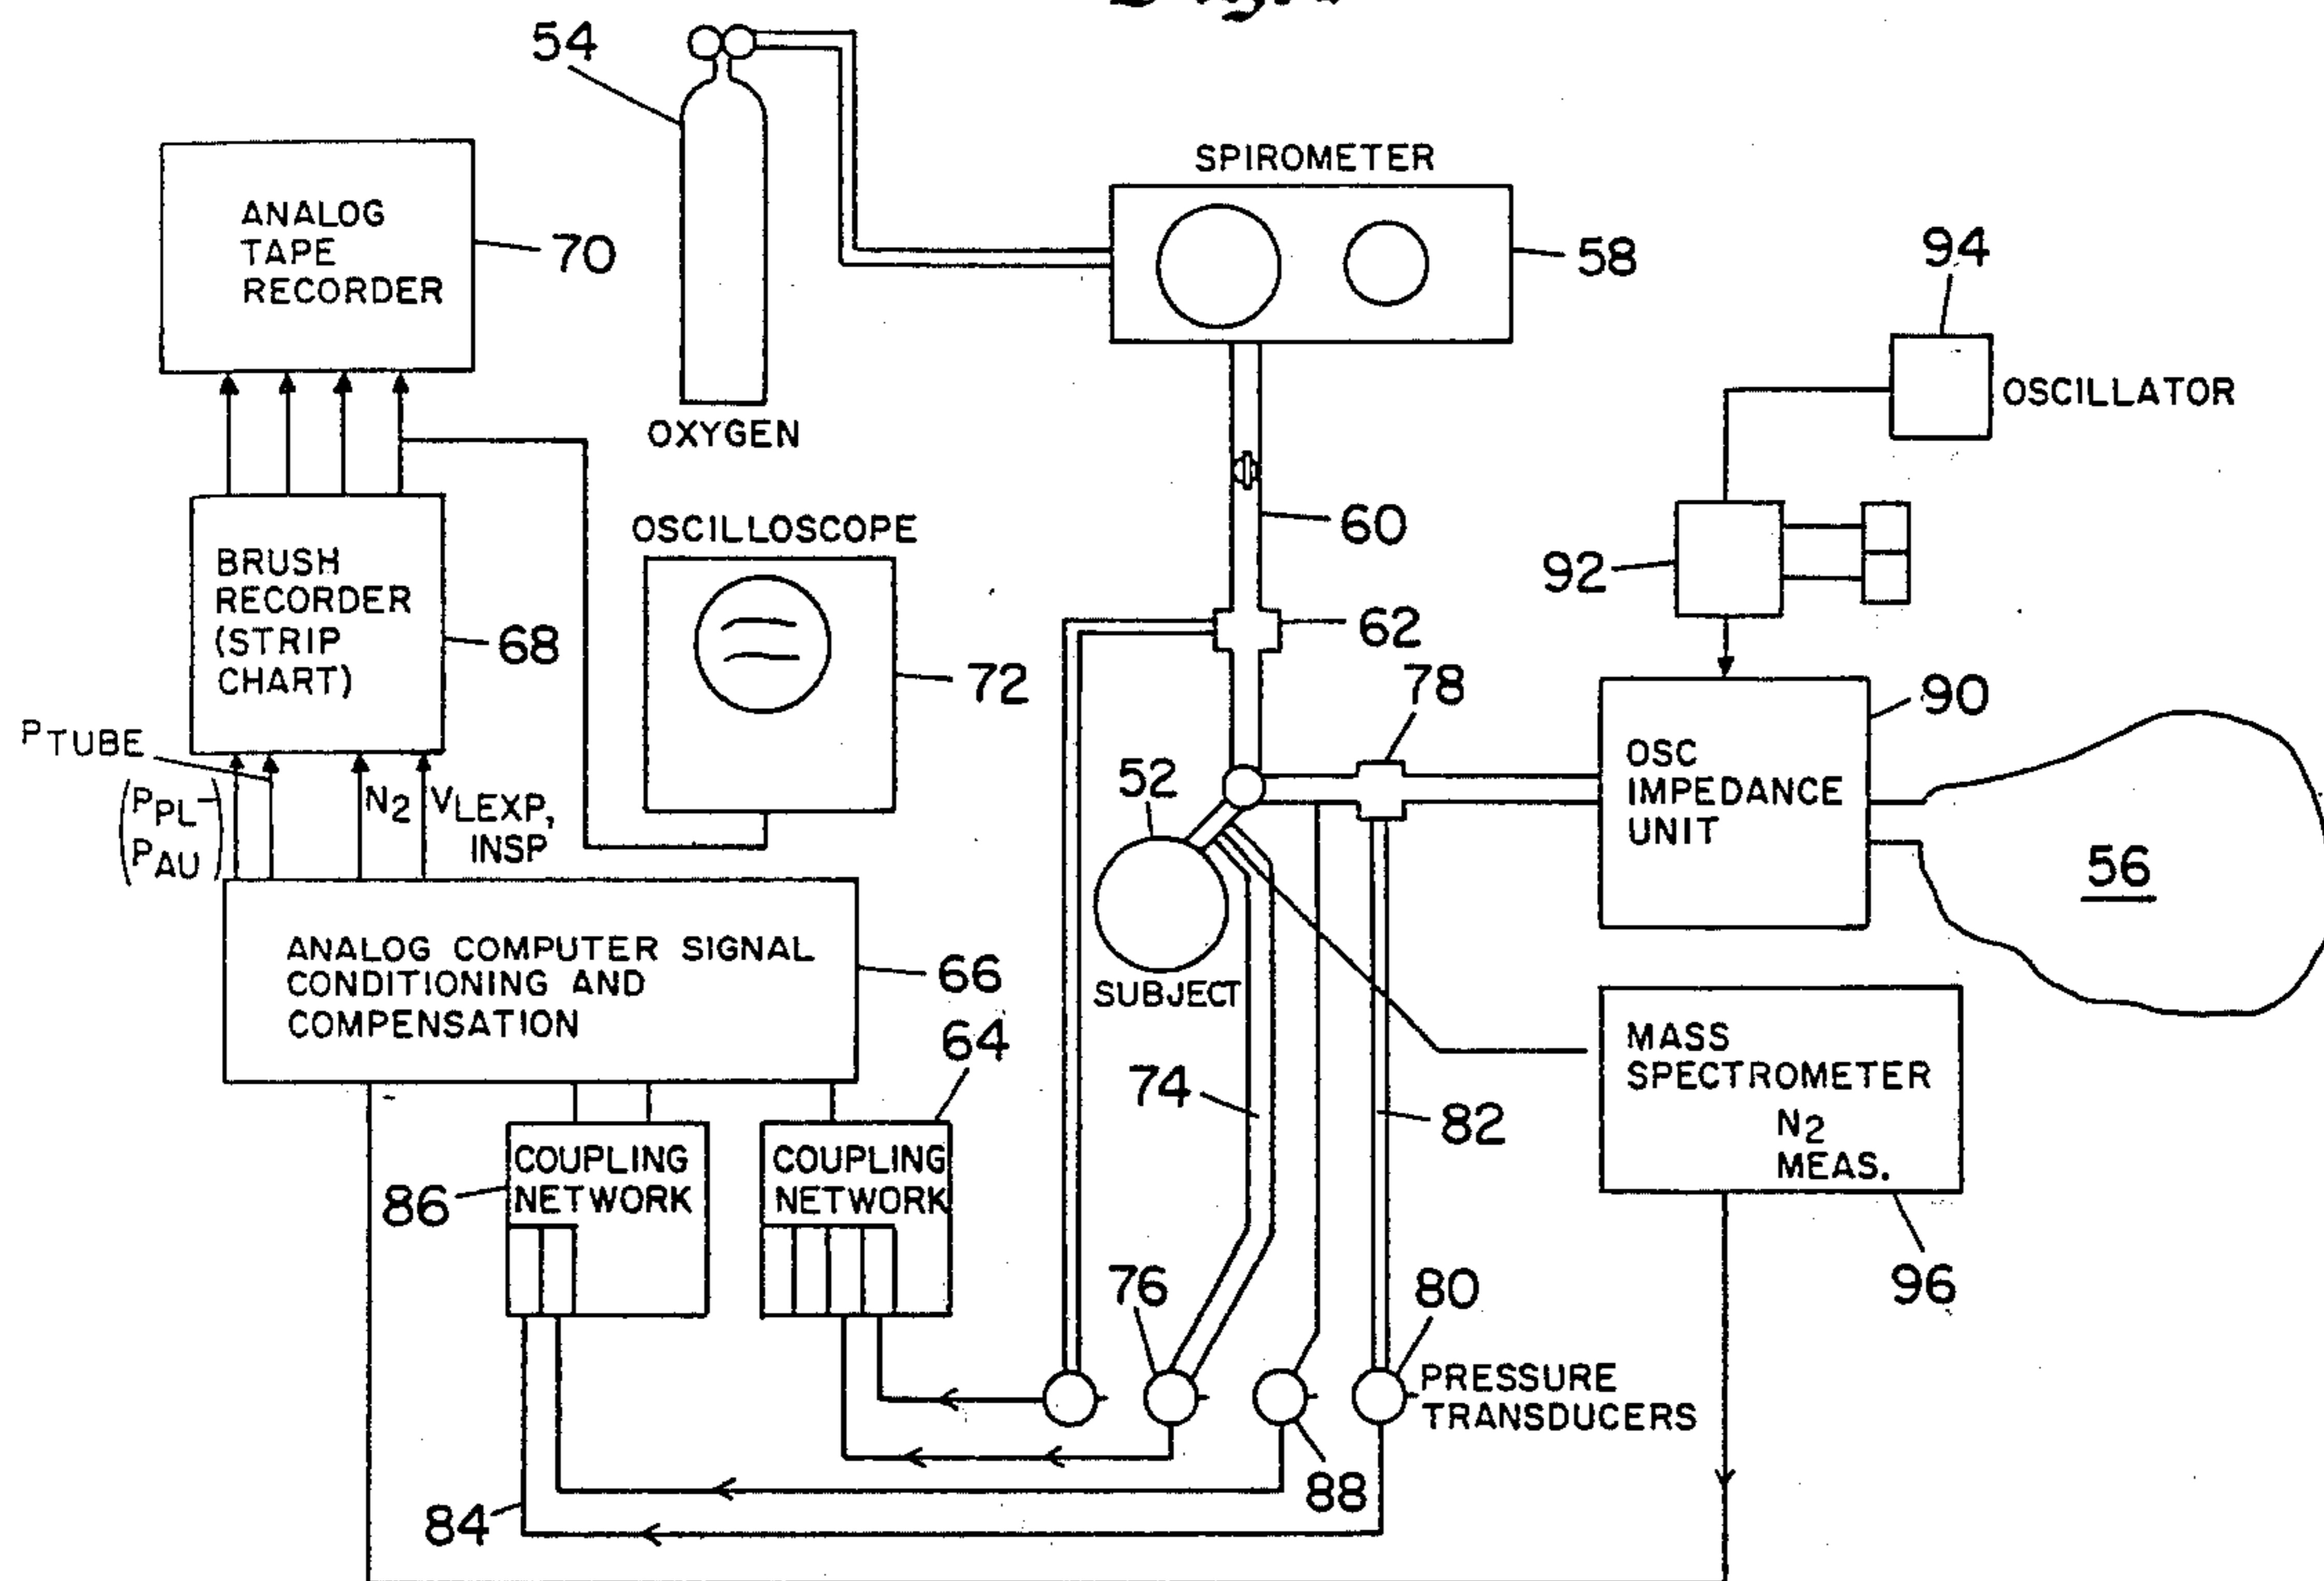 54
SPIROMETER
ANALOG
TAPE
RECORDER
70
58
94
OSCILLATOR
OXYGEN
OSCILLOSCOPE
60
BRUSH
RECORDER
(STRIP
CHART)
68
92
62
72
78
90
PTUBE
(PPL-
PAU)
N2
VLEXP,
INSP
52
OSC
IMPEDANCE
UNIT
56
ANALOG COMPUTER SIGNAL
CONDITIONING AND
COMPENSATION
66
SUBJECT
64
74
82
MASS
SPECTROMETER
N2
MEAS.
COUPLING
NETWORK
86
COUPLING
NETWORK
76
80
96
PRESSURE
TRANSDUCERS
88
84